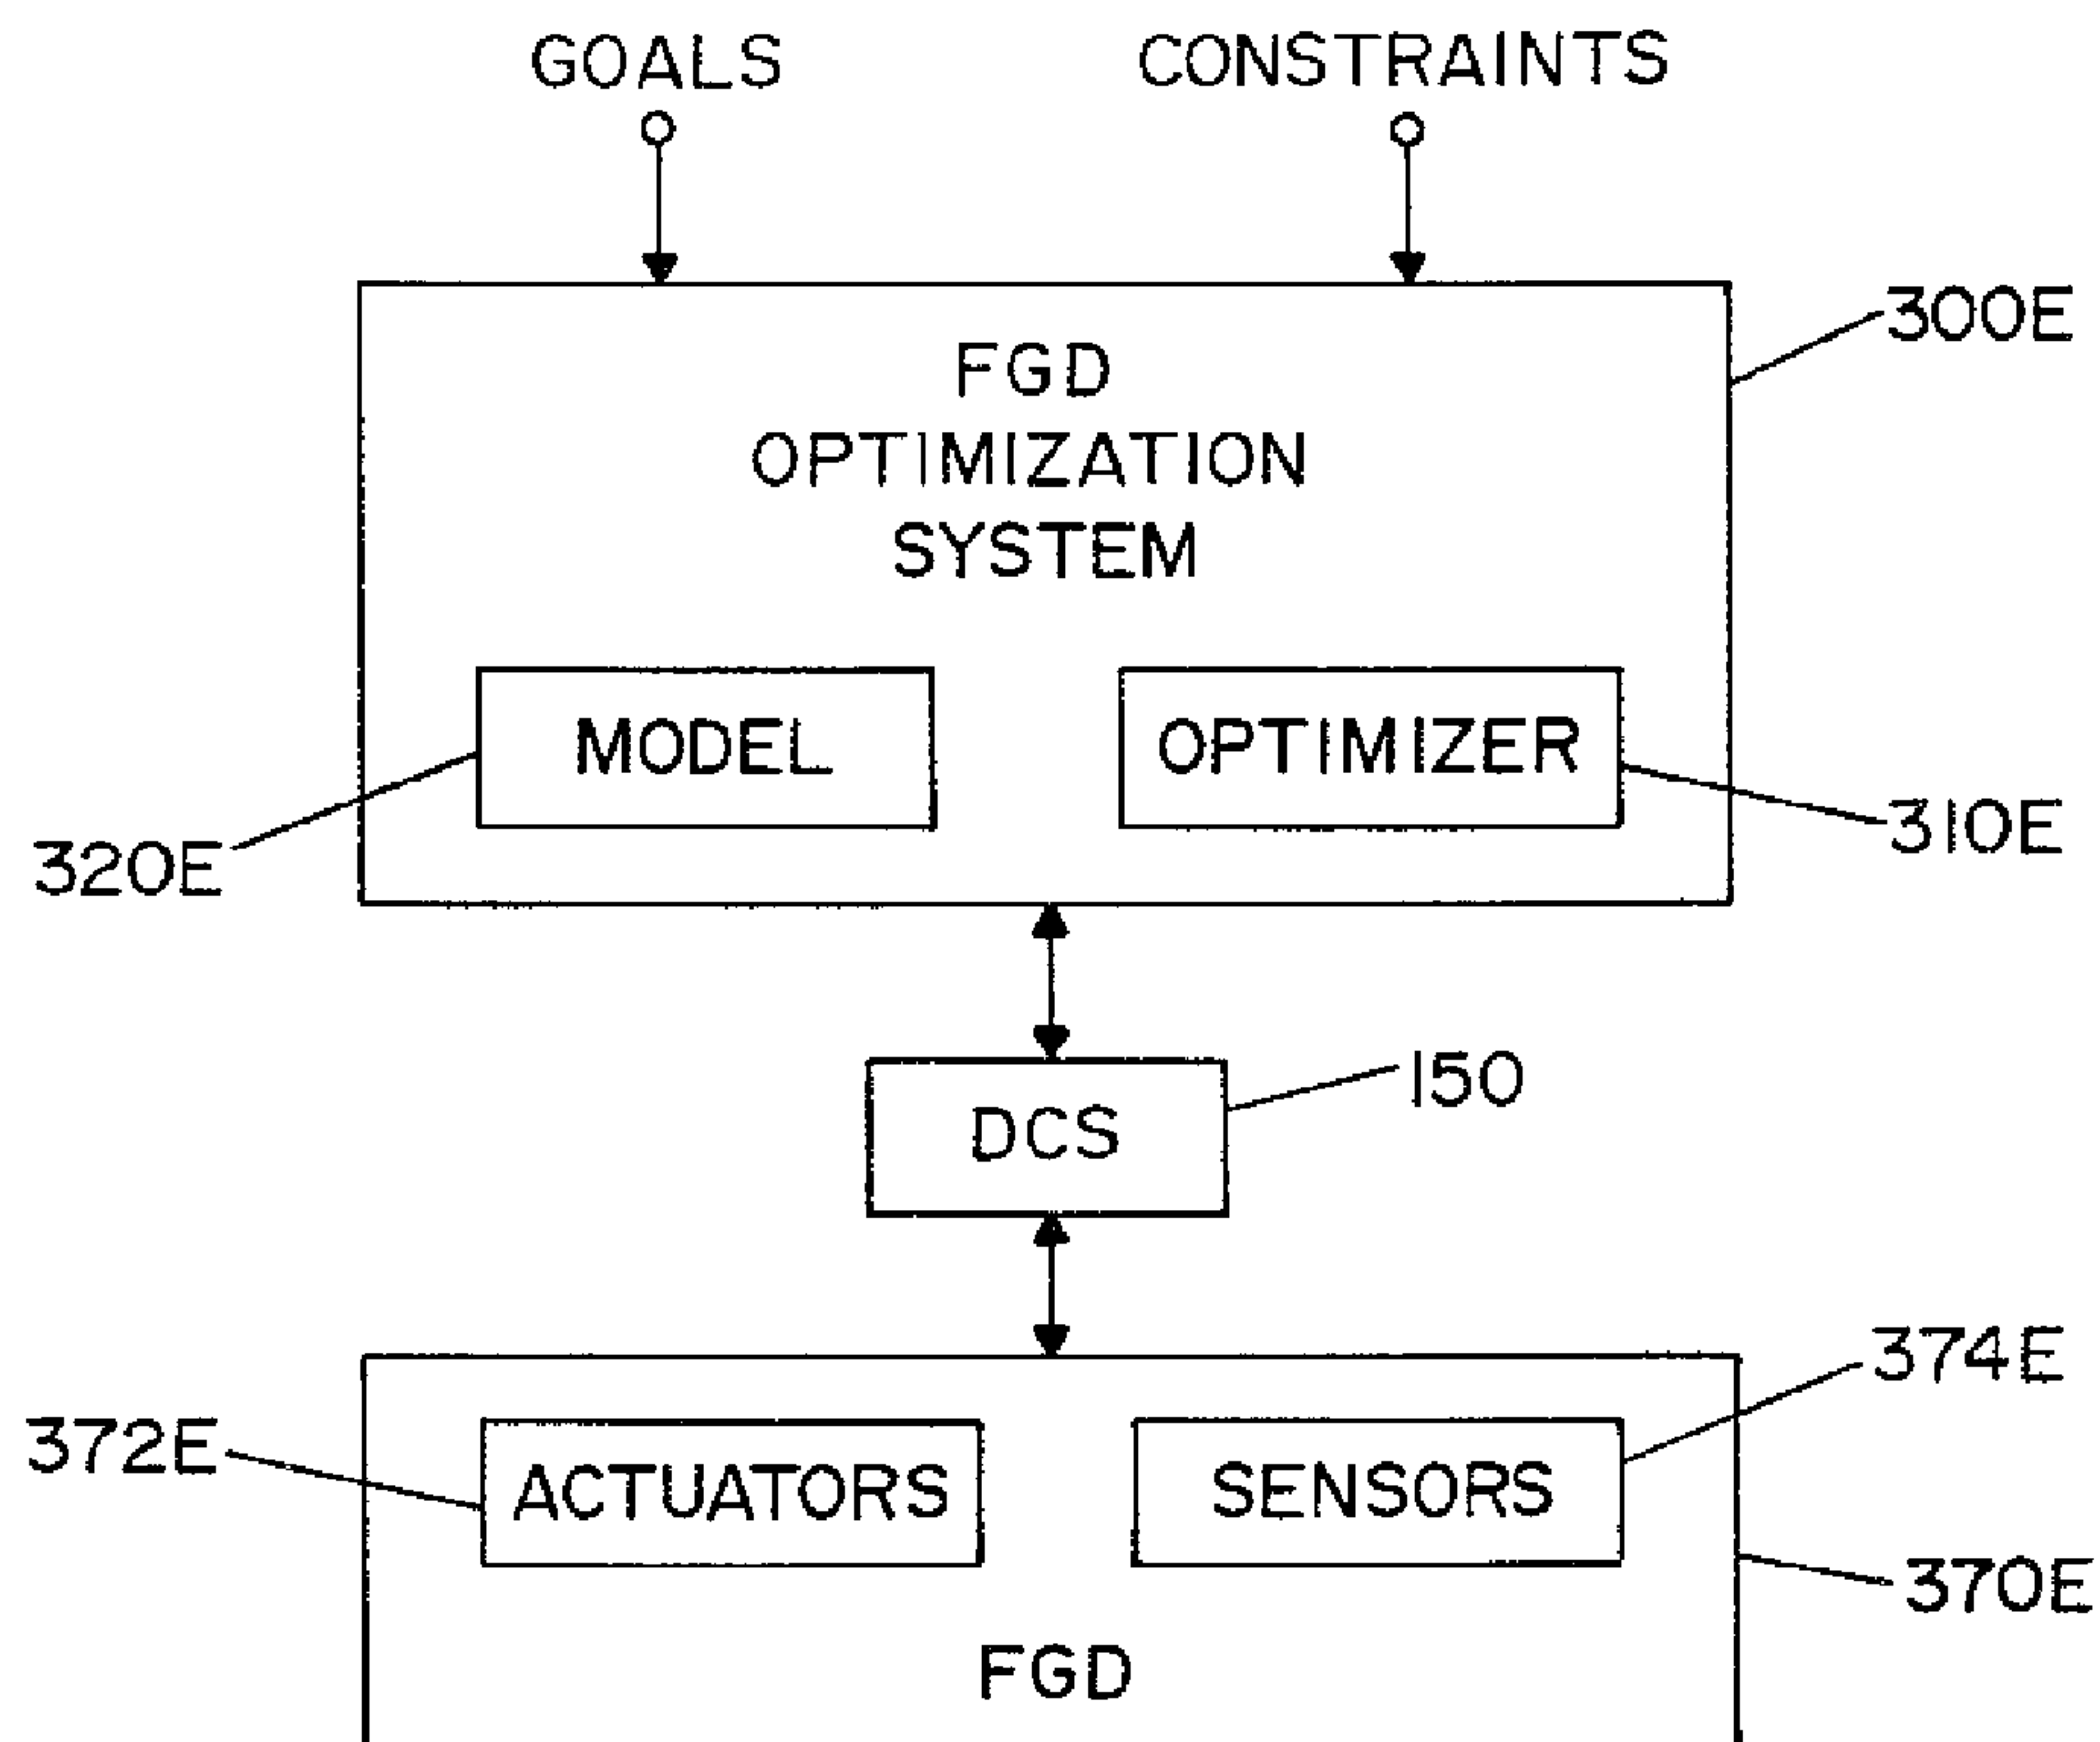 GOALS
CONSTRAINTS
300E
FGD
OPTIMIZATION
SYSTEM
MODEL
OPTIMIZER
320E
310E
DCS
150
374E
372E
ACTUATORS
SENSORS
370E
FGD